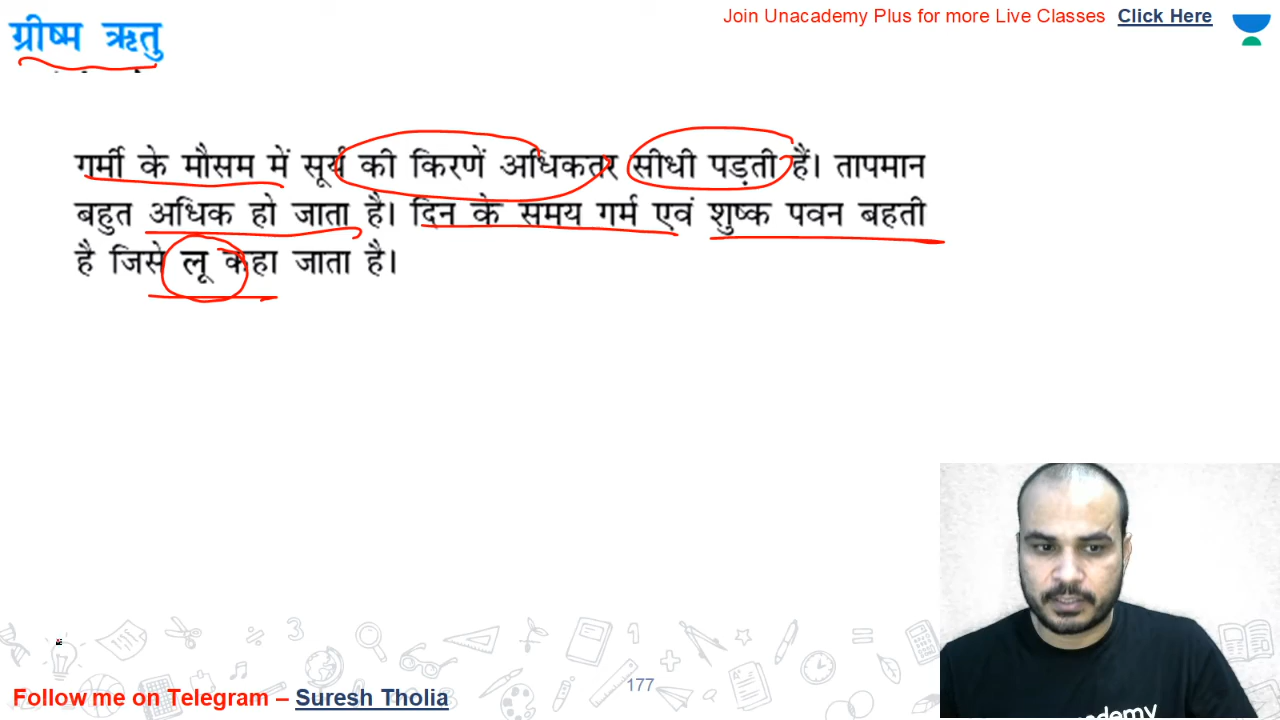 ग्रीष्म ऋतु
Join Unacademy Plus for more Live Classes Click Here
गर्मी के मौसम में सूर्य की किरणें अधिकतर सीधी पड़ती हैं। तापमान
बहुत अधिक हो जाता है। दिन के समय गर्म एवं शुष्क पवन बहती
है जिसे लू कहा जाता है।
177
Follow me on Telegram – Suresh Tholia